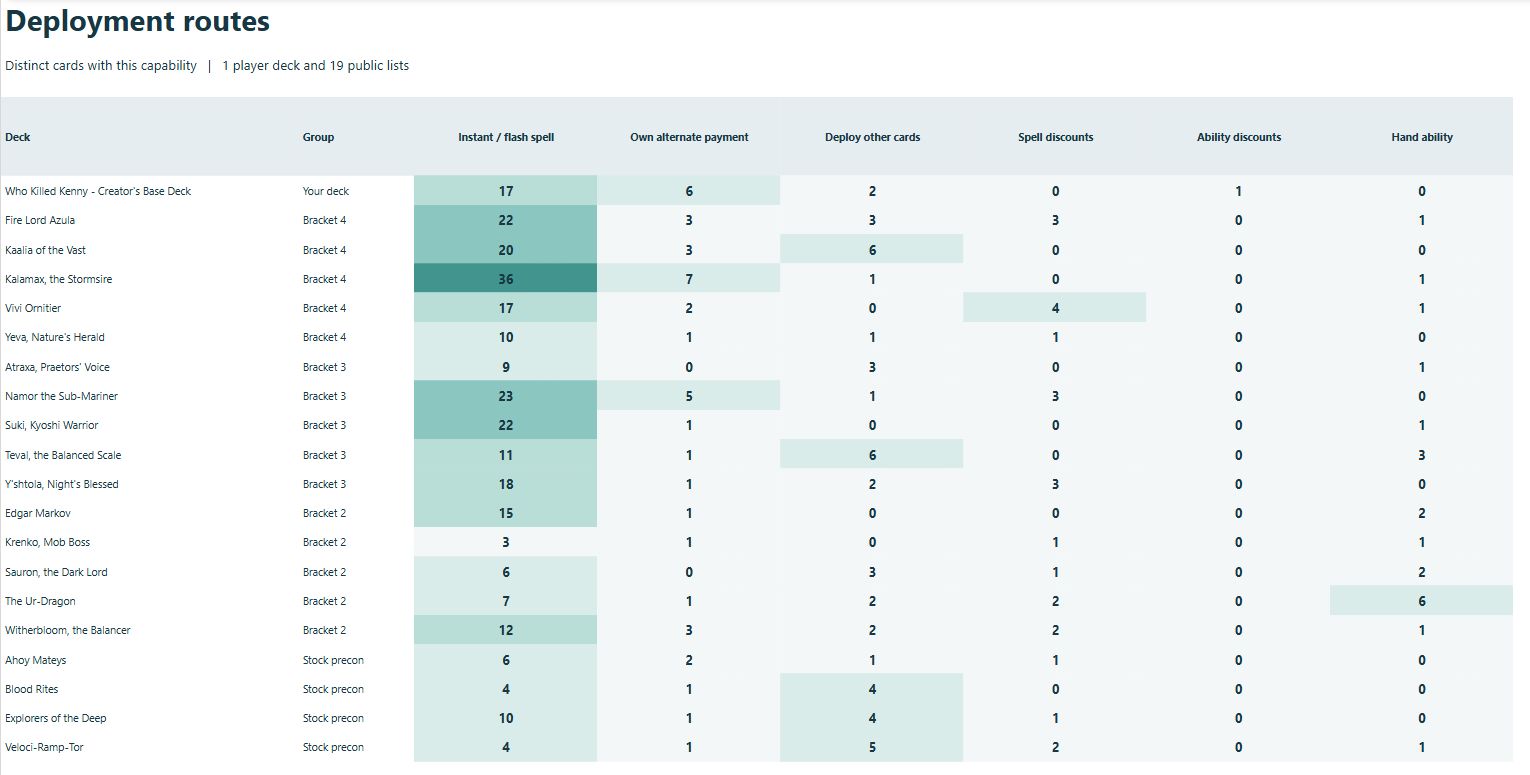 Deployment routes
Distinct cards with this capability | 1 player deck and 19 public lists
Deck Group Instant / flash spell Own alternate payment Deploy other cards Spell discounts Ability discounts Hand ability
Who Killed Kenny - Creator's Base Deck Your deck 17 6 2 0 1 0
Fire Lord Azula Bracket 4 22 3 3 3 0 1
Kaalia of the Vast Bracket 4 20 3 6 0 0 0
Kalamax, the Stormsire Bracket 4 36 7 1 0 0 1
Vivi Ornitier Bracket 4 17 2 0 4 0 1
Yeva, Nature's Herald Bracket 4 10 1 1 1 0 0
Atraxa, Praetors' Voice Bracket 3 9 0 3 0 0 1
Namor the Sub-Mariner Bracket 3 23 5 1 3 0 0
Suki, Kyoshi Warrior Bracket 3 22 1 0 0 0 1
Teval, the Balanced Scale Bracket 3 11 1 6 0 0 3
Y'shtola, Night's Blessed Bracket 3 18 1 2 3 0 0
Edgar Markov Bracket 2 15 1 0 0 0 2
Krenko, Mob Boss Bracket 2 3 1 0 1 0 1
Sauron, the Dark Lord Bracket 2 6 0 3 1 0 2
The Ur-Dragon Bracket 2 7 1 2 2 0 6
Witherbloom, the Balancer Bracket 2 12 3 2 2 0 1
Ahoy Mateys Stock precon 6 2 1 1 0 0
Blood Rites Stock precon 4 1 4 0 0 0
Explorers of the Deep Stock precon 10 1 4 1 0 0
Veloci-Ramp-Tor Stock precon 4 1 5 2 0 1